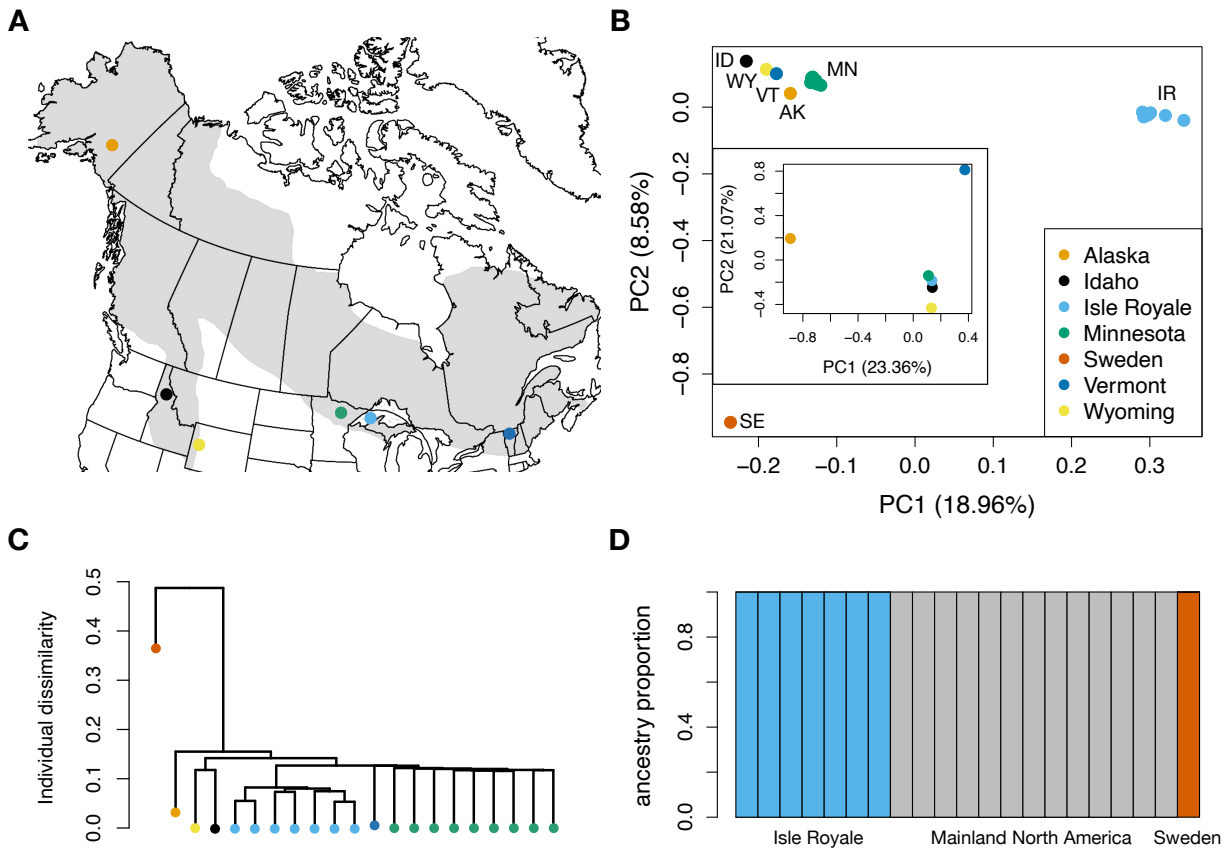 A
B
ID
WY
VT
AK
MN
IR
SE
PC2 (8.58%)
0.0
−0.2
−0.4
−0.6
−0.8
−0.2
−0.1
0.0
0.1
0.2
0.3
PC1 (18.96%)
PC2 (21.07%)
0.8
0.4
0.0
−0.4
−0.8
−0.4
0.0
0.4
PC1 (23.36%)
Alaska
Idaho
Isle Royale
Minnesota
Sweden
Vermont
Wyoming
C
Individual dissimilarity
0.5
0.4
0.3
0.2
0.1
0.0
D
ancestry proportion
0.8
0.4
0.0
Isle Royale
Mainland North America
Sweden